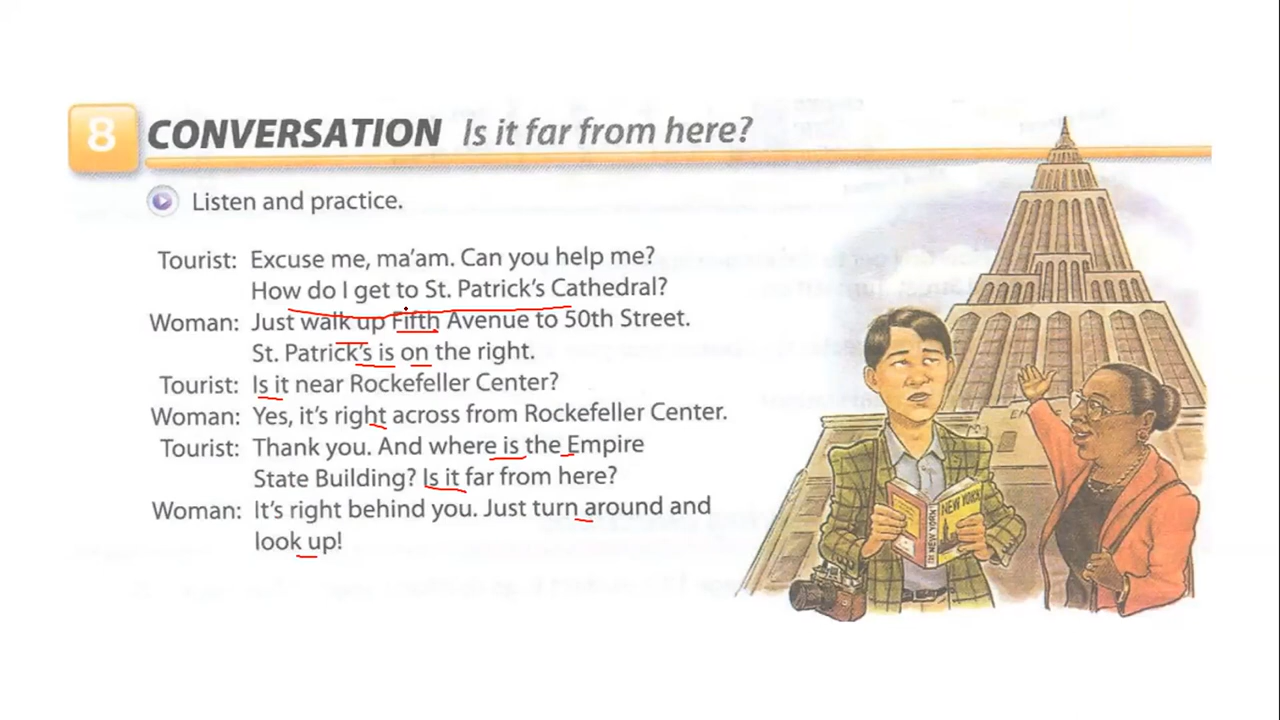 8 CONVERSATION Is it far from here?
Listen and practice.
Tourist: Excuse me, ma'am. Can you help me?
How do I get to St. Patrick's Cathedral?
Woman: Just walk up Fifth Avenue to 50th Street.
St. Patrick's is on the right.
Tourist: Is it near Rockefeller Center?
Woman: Yes, it's right across from Rockefeller Center.
Tourist: Thank you. And where is the Empire
State Building? Is it far from here?
Woman: It's right behind you. Just turn around and
look up!
NEW YORK
NEW YORK